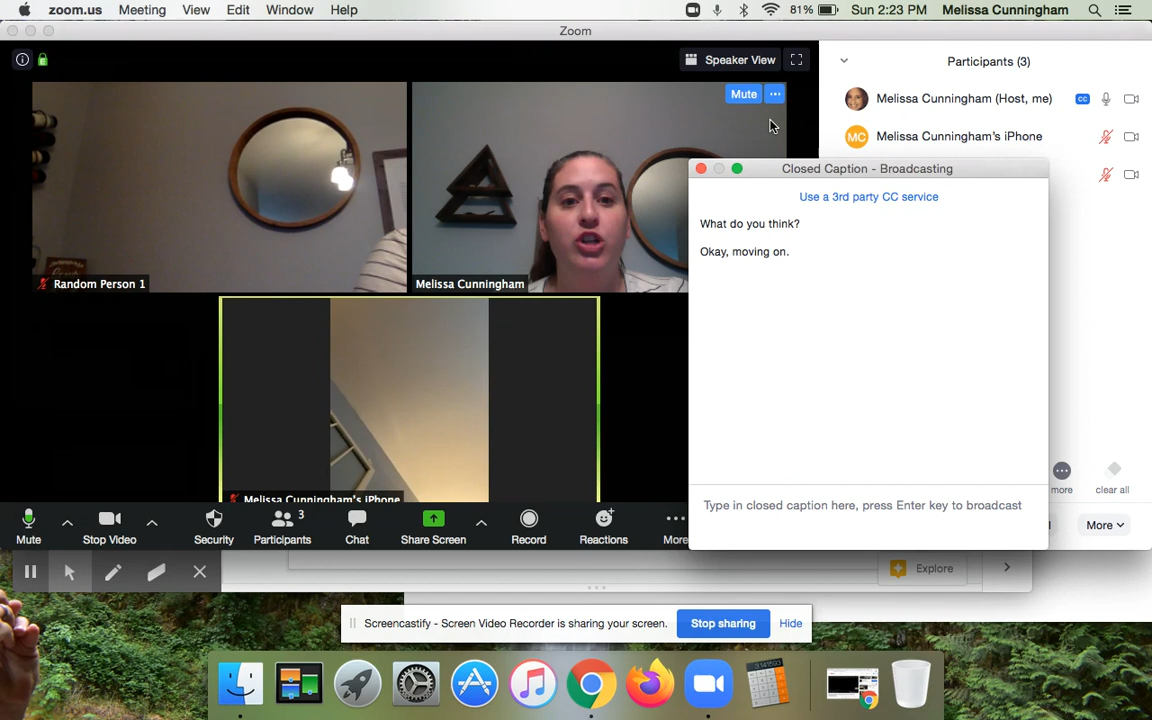 zoom.us Meeting View Edit Window Help 81% Sun 2:23 PM Melissa Cunningham
Zoom
Speaker View
Participants (3)
Mute
Melissa Cunningham (Host, me)
CC
MC Melissa Cunningham's iPhone
Closed Caption - Broadcasting
Use a 3rd party CC service
What do you think?
Okay, moving on.
Random Person 1
Melissa Cunningham
Melissa Cunningham's iPhone
more
clear all
Type in closed caption here, press Enter key to broadcast
3
Mute Stop Video Security Participants Chat Share Screen Record Reactions More
More
Explore
Screencastify - Screen Video Recorder is sharing your screen. Stop sharing Hide
3.141593